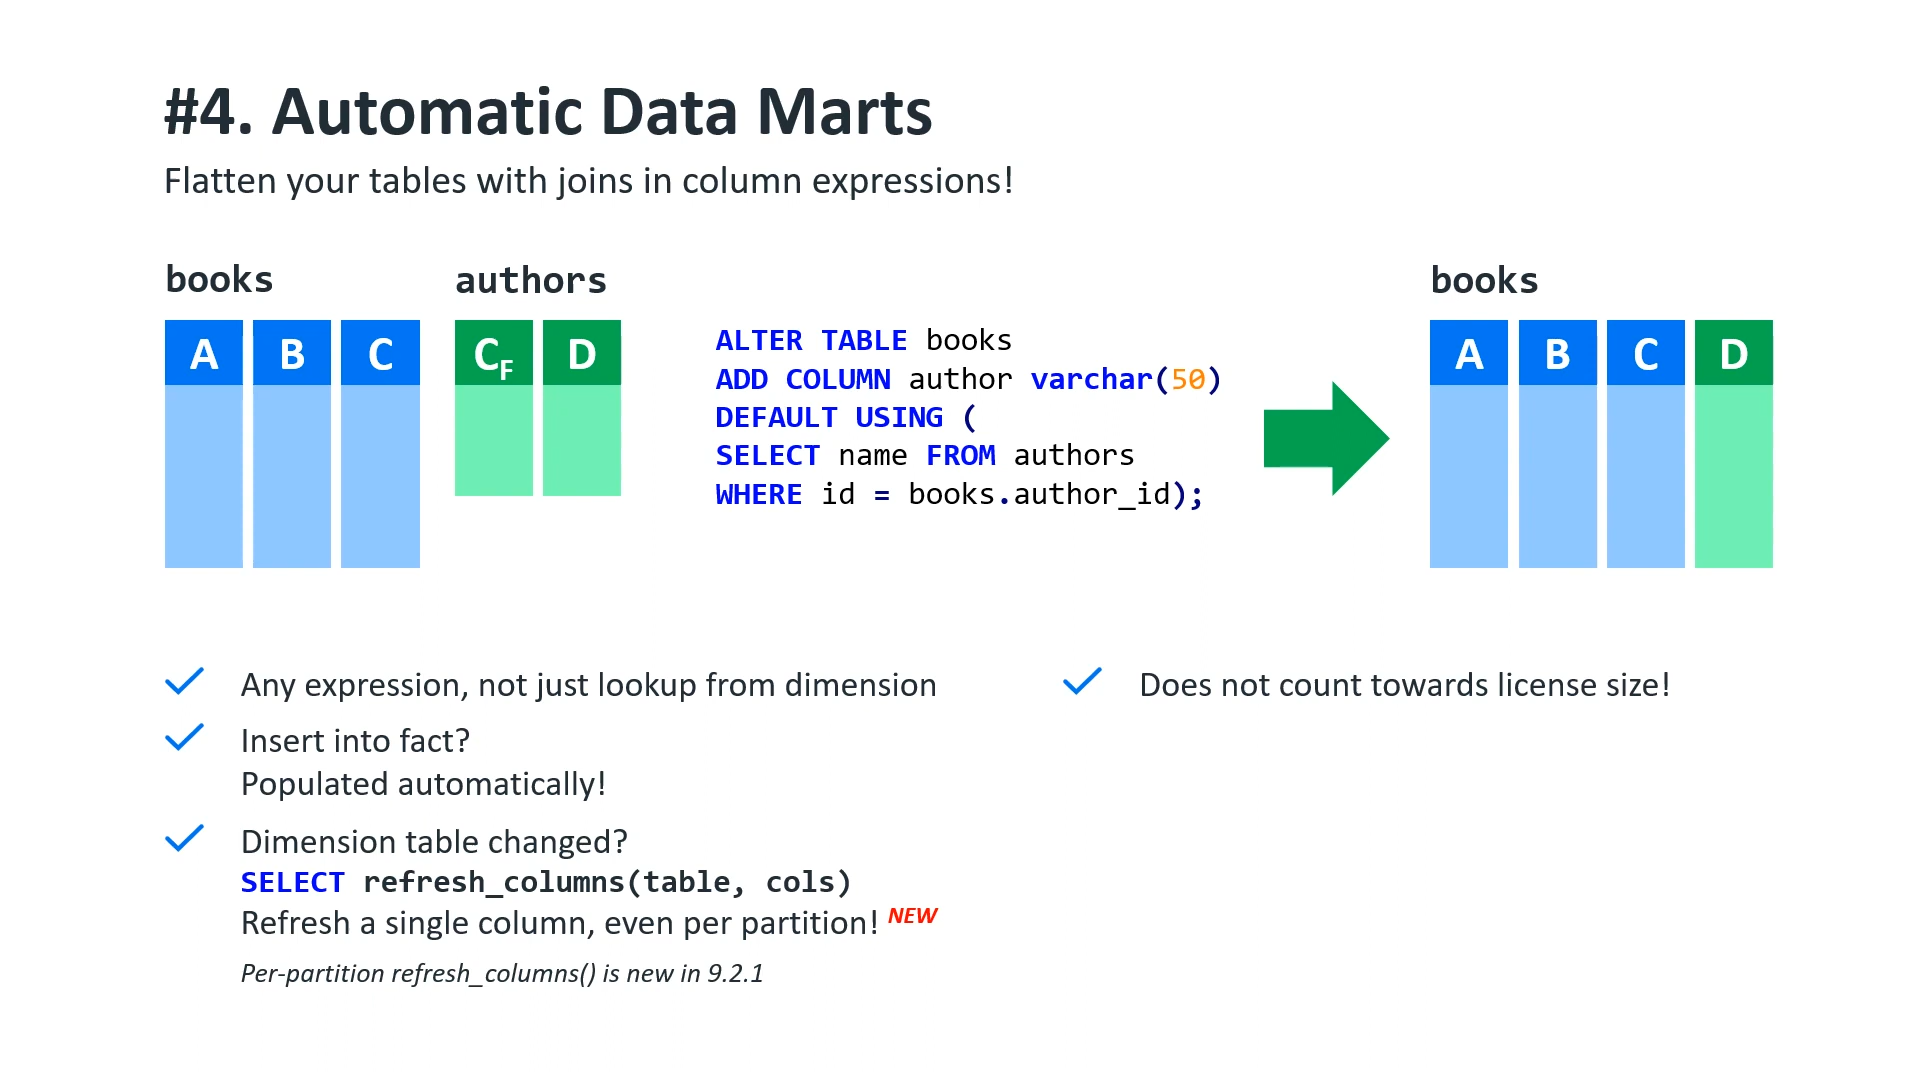 #4. Automatic Data Marts
Flatten your tables with joins in column expressions!
books
A B C
authors
CF D
ALTER TABLE books
ADD COLUMN author varchar(50)
DEFAULT USING (
SELECT name FROM authors
WHERE id = books.author_id);
books
A B C D
Any expression, not just lookup from dimension
Insert into fact?
Populated automatically!
Dimension table changed?
SELECT refresh_columns(table, cols)
Refresh a single column, even per partition! NEW
Per-partition refresh_columns() is new in 9.2.1
Does not count towards license size!